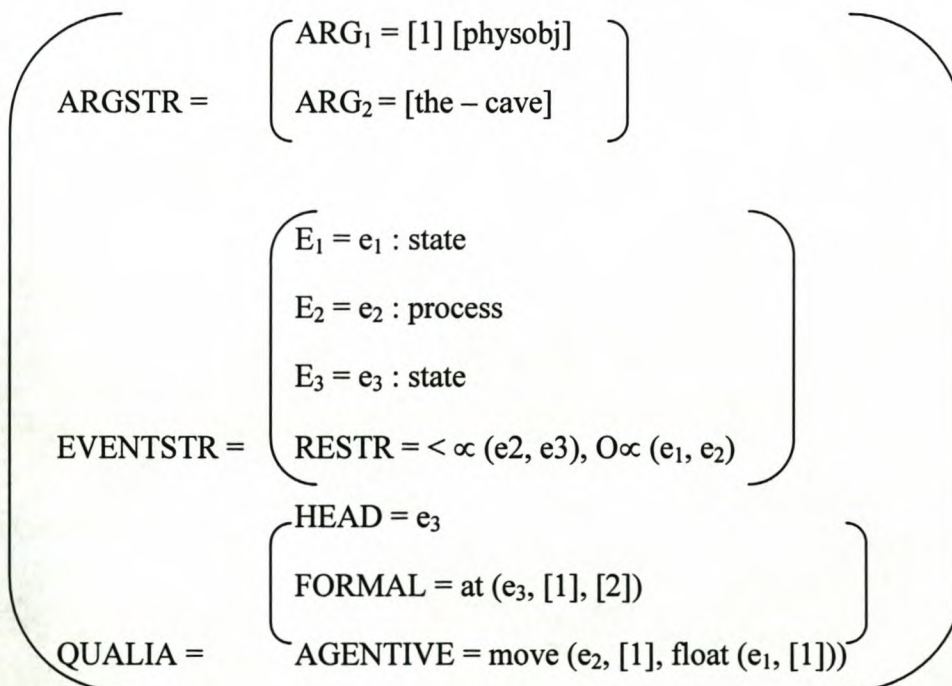 ARG₁ = [1] [physobj]
ARGSTR = ARG₂ = [the – cave]
E₁ = e₁ : state
E₂ = e₂ : process
E₃ = e₃ : state
EVENTSTR = RESTR = < ∝ (e2, e3), O∝ (e₁, e₂)
HEAD = e₃
FORMAL = at (e₃, [1], [2])
QUALIA = AGENTIVE = move (e₂, [1], float (e₁, [1]))